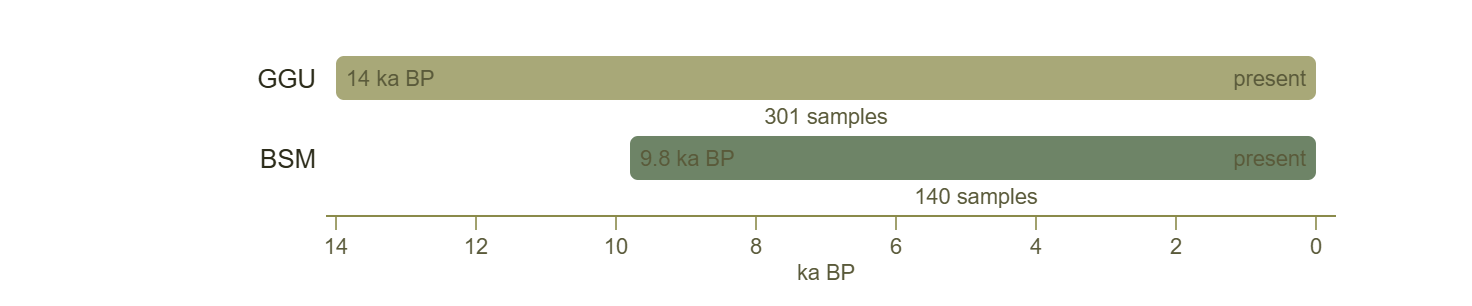 GGU 14 ka BP present
301 samples
BSM 9.8 ka BP present
140 samples
14 12 10 8 6 4 2 0
ka BP